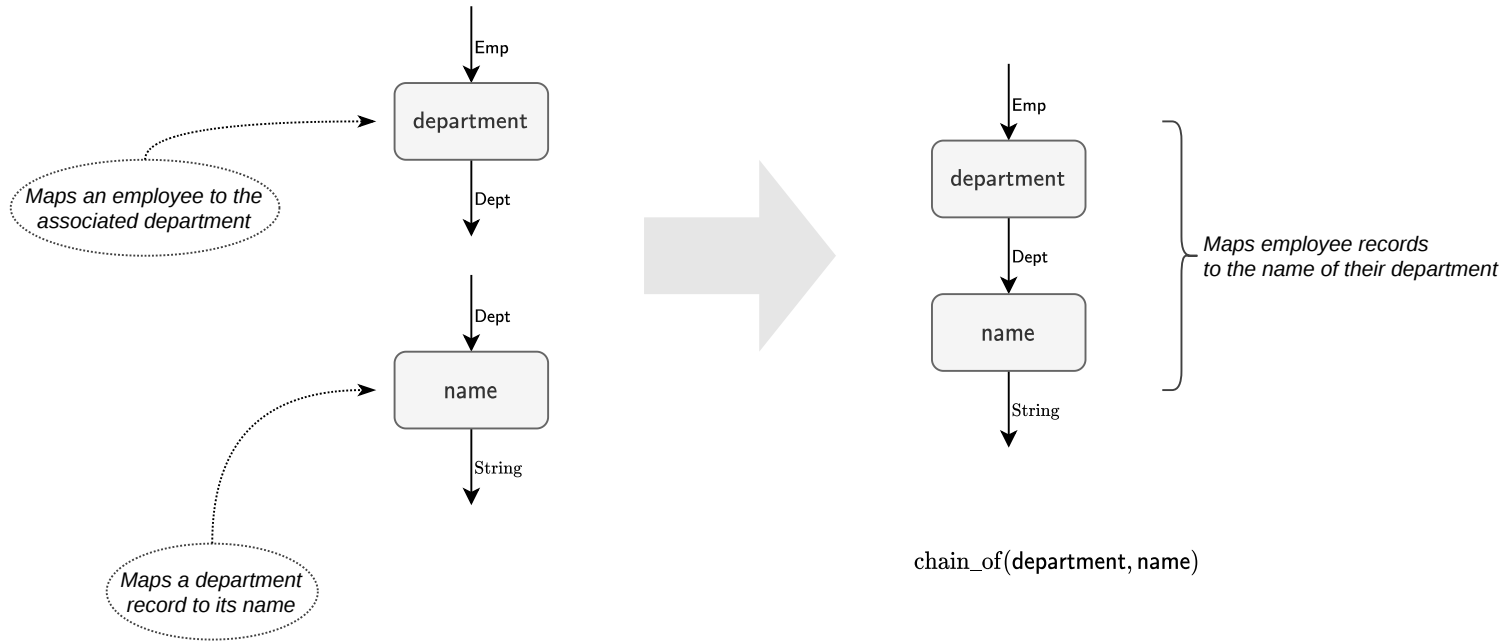 Emp
department
Maps an employee to the
associated department
Dept
Dept
name
String
Maps a department
record to its name
Emp
department
Dept
name
String
Maps employee records
to the name of their department
chain_of(department, name)